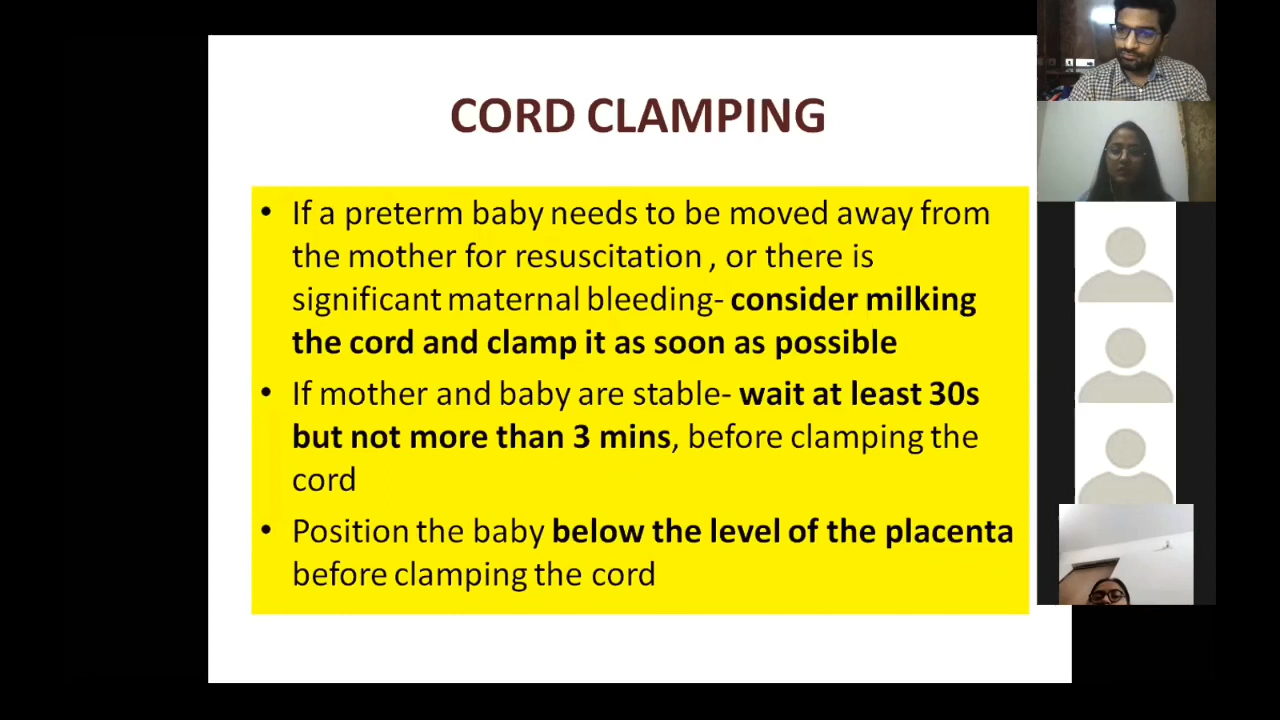 CORD CLAMPING
• If a preterm baby needs to be moved away from
the mother for resuscitation , or there is
significant maternal bleeding- consider milking
the cord and clamp it as soon as possible
• If mother and baby are stable- wait at least 30s
but not more than 3 mins, before clamping the
cord
• Position the baby below the level of the placenta
before clamping the cord